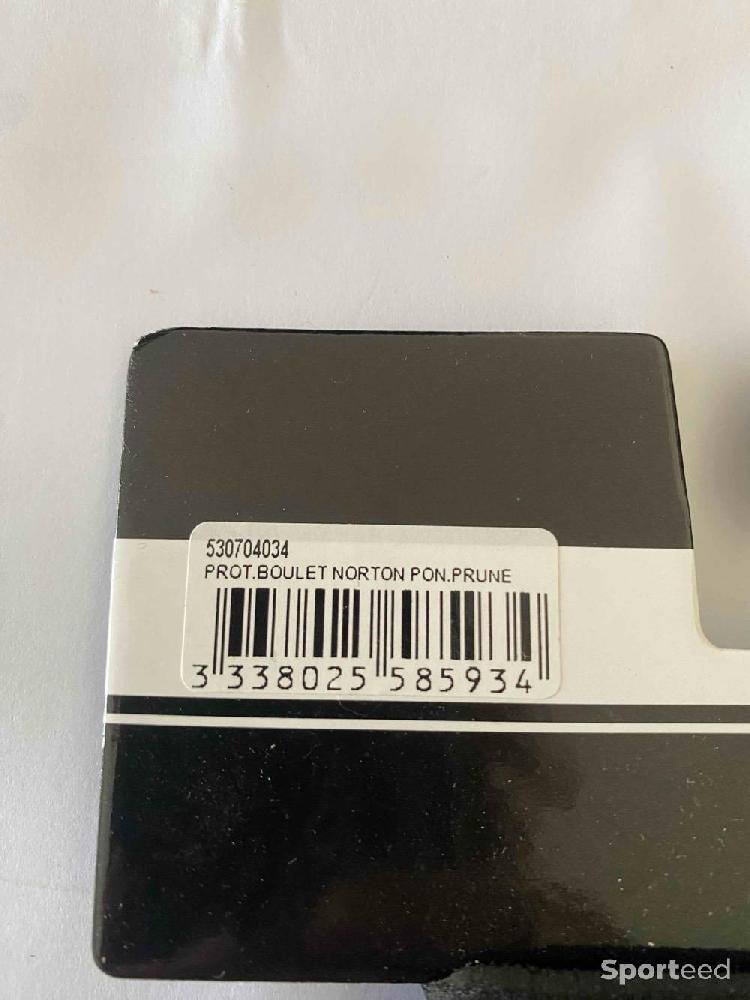 530704034
PROT.BOULET NORTON PON.PRUNE
3 338025 585934
Sporteed